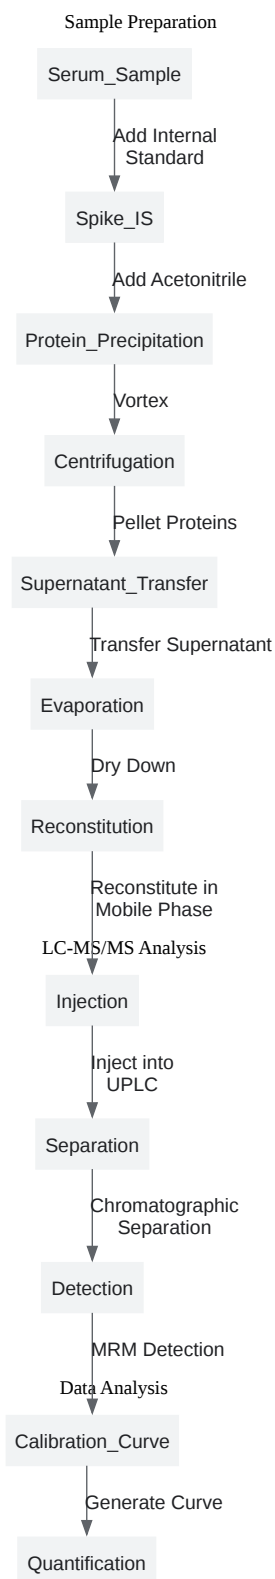 Sample Preparation
Serum_Sample
Add Internal
Standard
Spike_IS
Add Acetonitrile
Protein_Precipitation
Vortex
Centrifugation
Pellet Proteins
Supernatant_Transfer
Transfer Supernatant
Evaporation
Dry Down
Reconstitution
Reconstitute in
Mobile Phase
LC-MS/MS Analysis
Injection
Inject into
UPLC
Separation
Chromatographic
Separation
Detection
MRM Detection
Data Analysis
Calibration_Curve
Generate Curve
Quantification